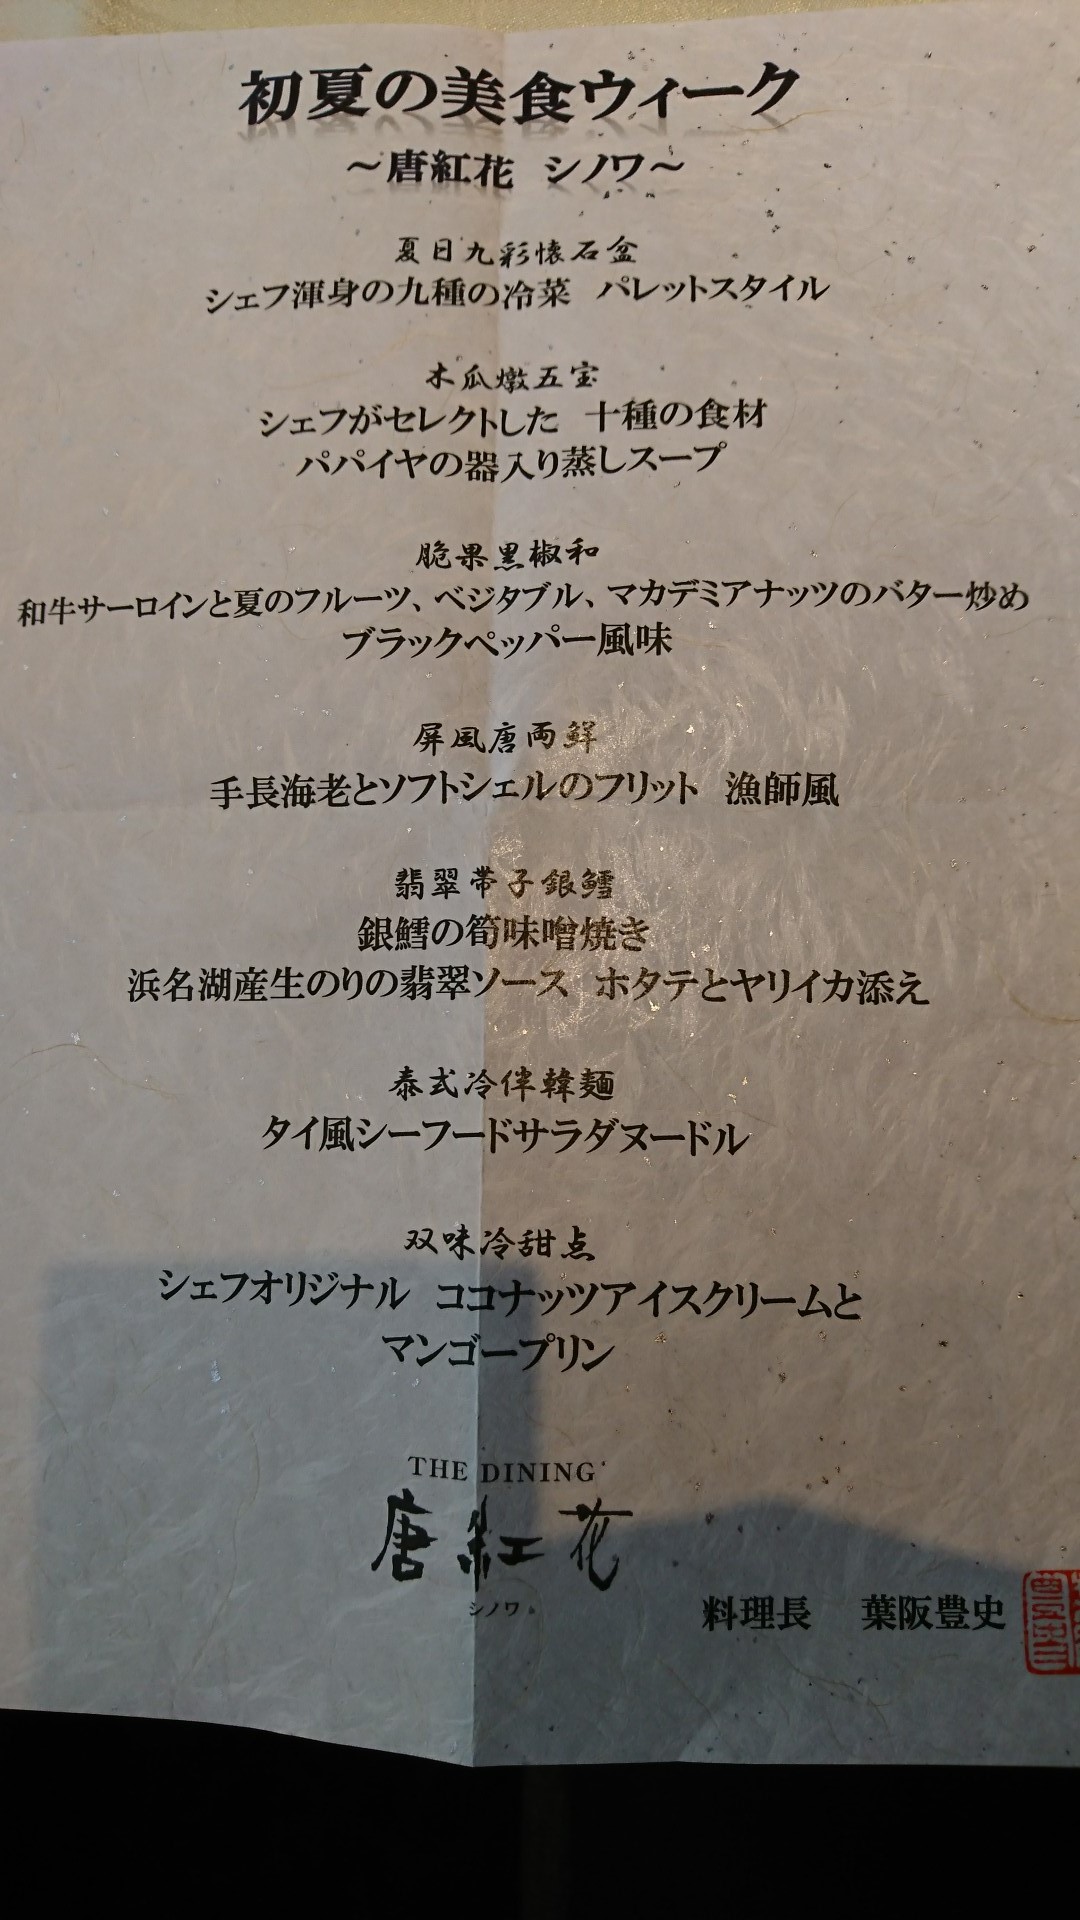 初夏の美食ウィーク
～唐紅花 シノワ～
夏日九彩懐石盆
シェフ渾身の九種の冷菜 パレットスタイル
木瓜燉五宝
シェフがセレクトした 十種の食材
パパイヤの器入り蒸しスープ
脆果黒椒和
和牛サーロインと夏のフルーツ、ベジタブル、マカデミアナッツのバター炒め
ブラックペッパー風味
屏風唐両鮮
手長海老とソフトシェルのフリット 漁師風
翡翠帯子銀鱈
銀鱈の筍味噌焼き
浜名湖産生のりの翡翠ソース ホタテとヤリイカ添え
泰式冷伴韓麺
タイ風シーフードサラダヌードル
双味冷甜点
シェフオリジナル ココナッツアイスクリームと
マンゴープリン
THE DINING
唐紅花
シノワ
料理長 葉阪豊史